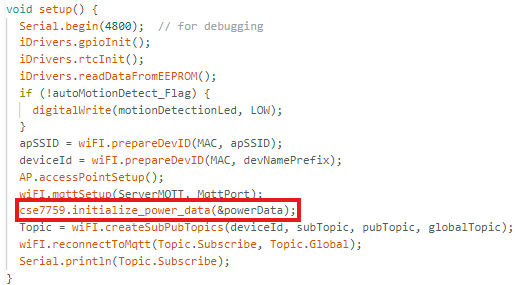 void setup() {
Serial.begin(4800);  // for debugging
iDrivers.gpioInit();
iDrivers.rtcInit();
iDrivers.readDataFromEEPROM();
if (!autoMotionDetect_Flag) {
digitalWrite(motionDetectionLed, LOW);
}
apSSID = wiFI.prepareDevID(MAC, apSSID);
deviceId = wiFI.prepareDevID(MAC, devNamePrefix);
AP.accessPointSetup();
wiFI.mqttSetup(ServerMQTT, MqttPort);
cse7759.initialize_power_data(&powerData);
Topic = wiFI.createSubPubTopics(deviceId, subTopic, pubTopic, globalTopic);
wiFI.reconnectToMqtt(Topic.Subscribe, Topic.Global);
Serial.println(Topic.Subscribe);
}